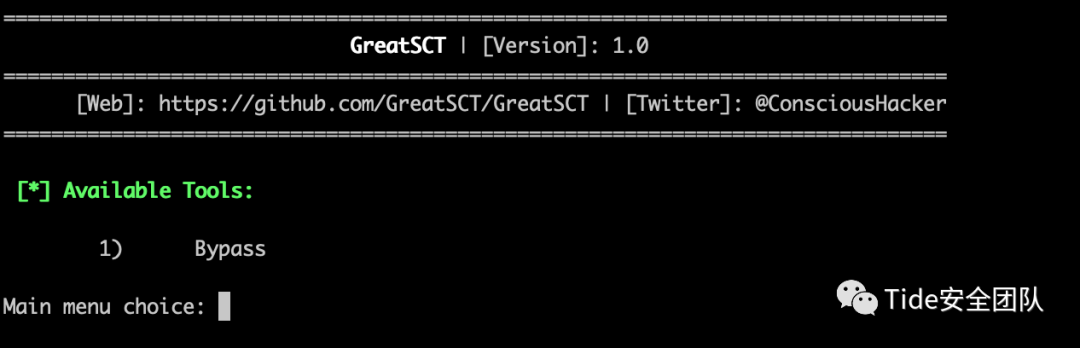 ===============================================================================
GreatSCT | [Version]: 1.0
===============================================================================
[Web]: https://github.com/GreatSCT/GreatSCT | [Twitter]: @ConsciousHacker
===============================================================================
[*] Available Tools:
1) Bypass
Main menu choice:
Tide安全团队